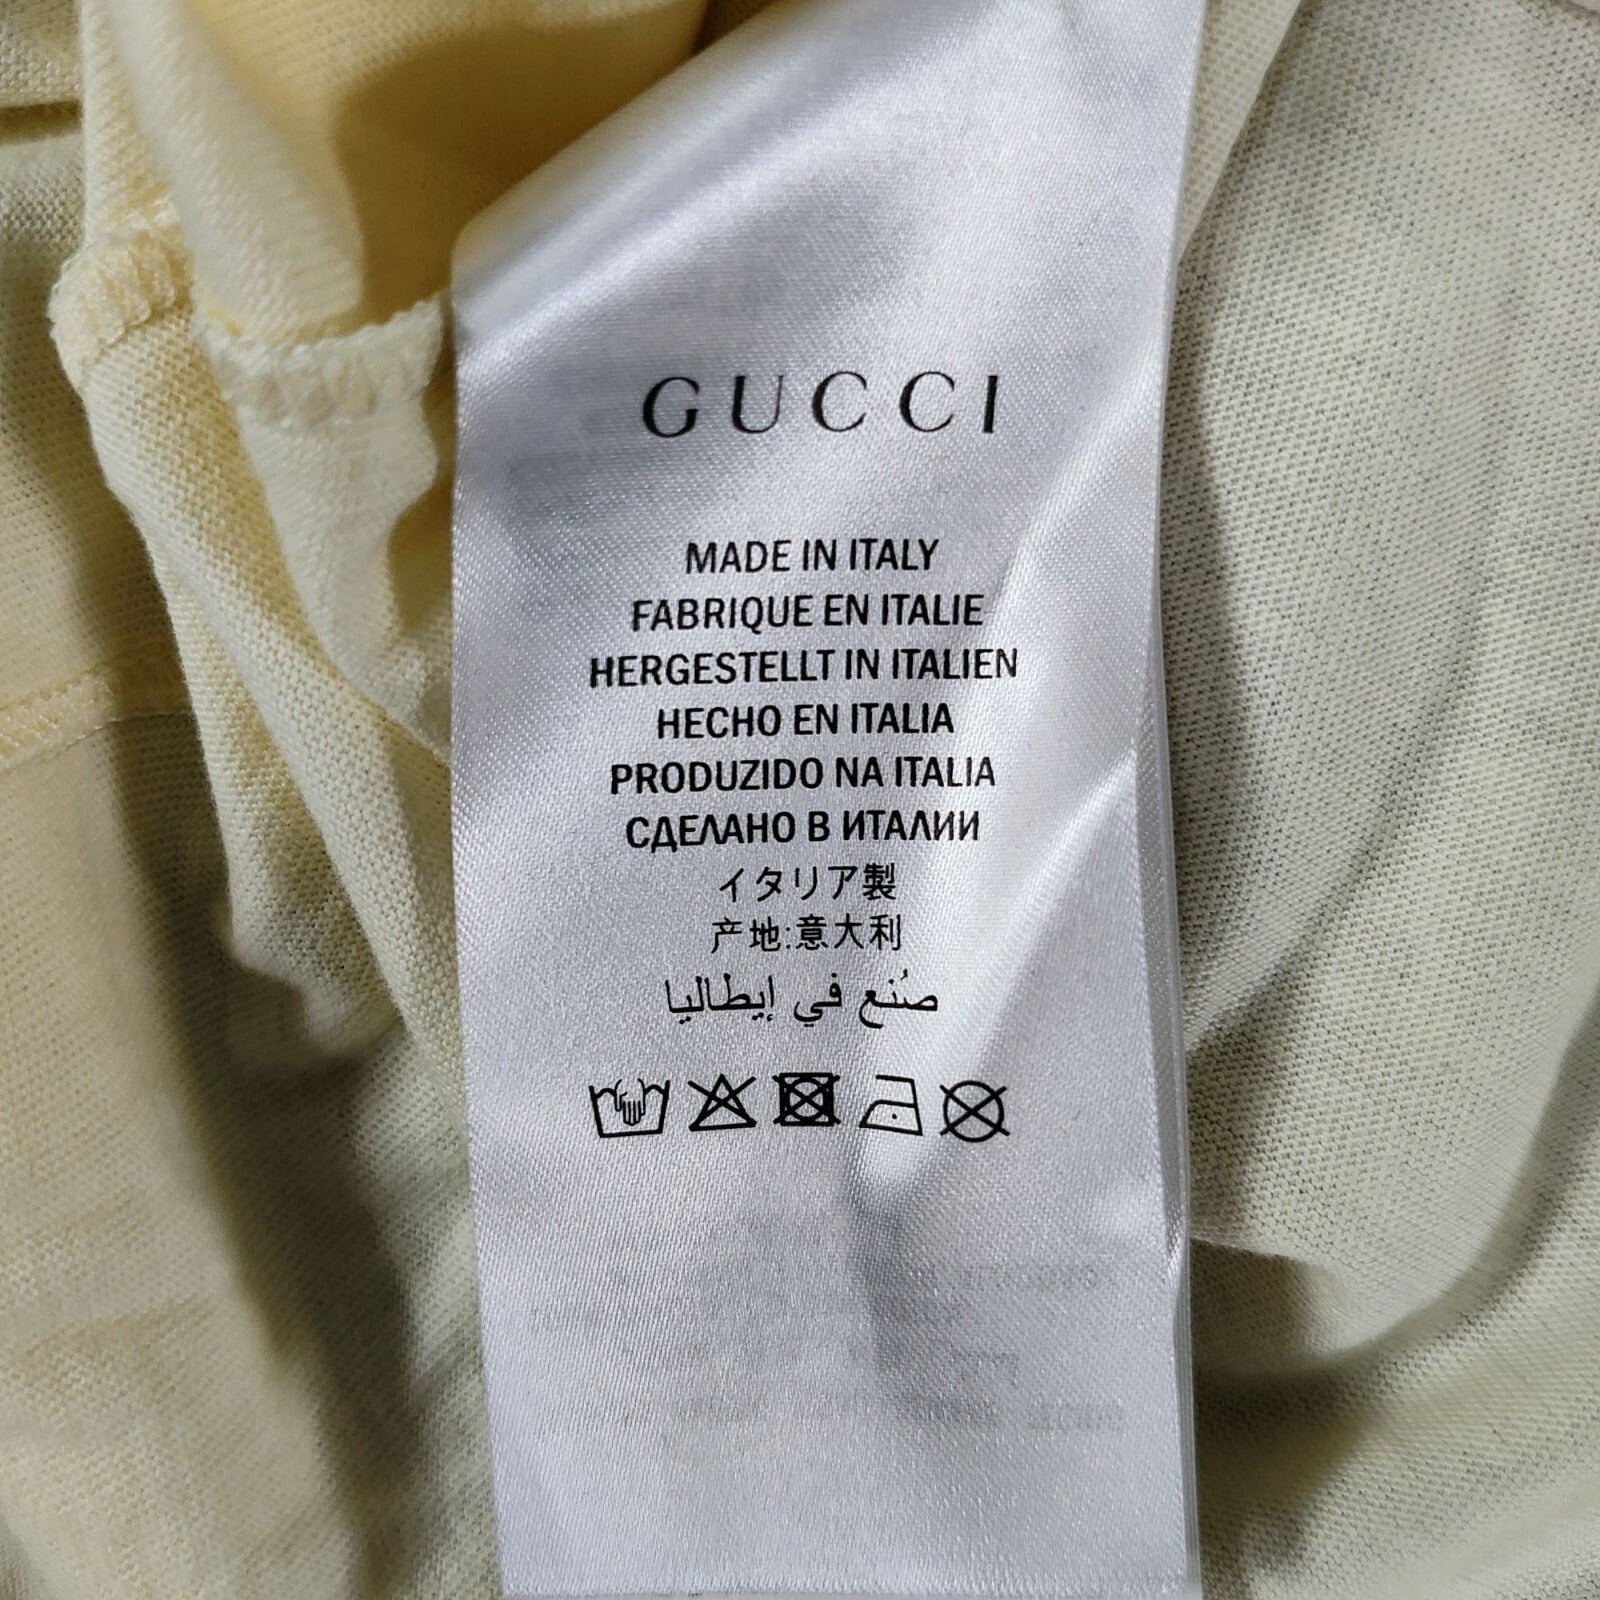 GUCCI
MADE IN ITALY
FABRIQUE EN ITALIE
HERGESTELLT IN ITALIEN
HECHO EN ITALIA
PRODUZIDO NA ITALIA
СДЕЛАНО В ИТАЛИИ
イタリア製
产地:意大利
صُنع في إيطاليا